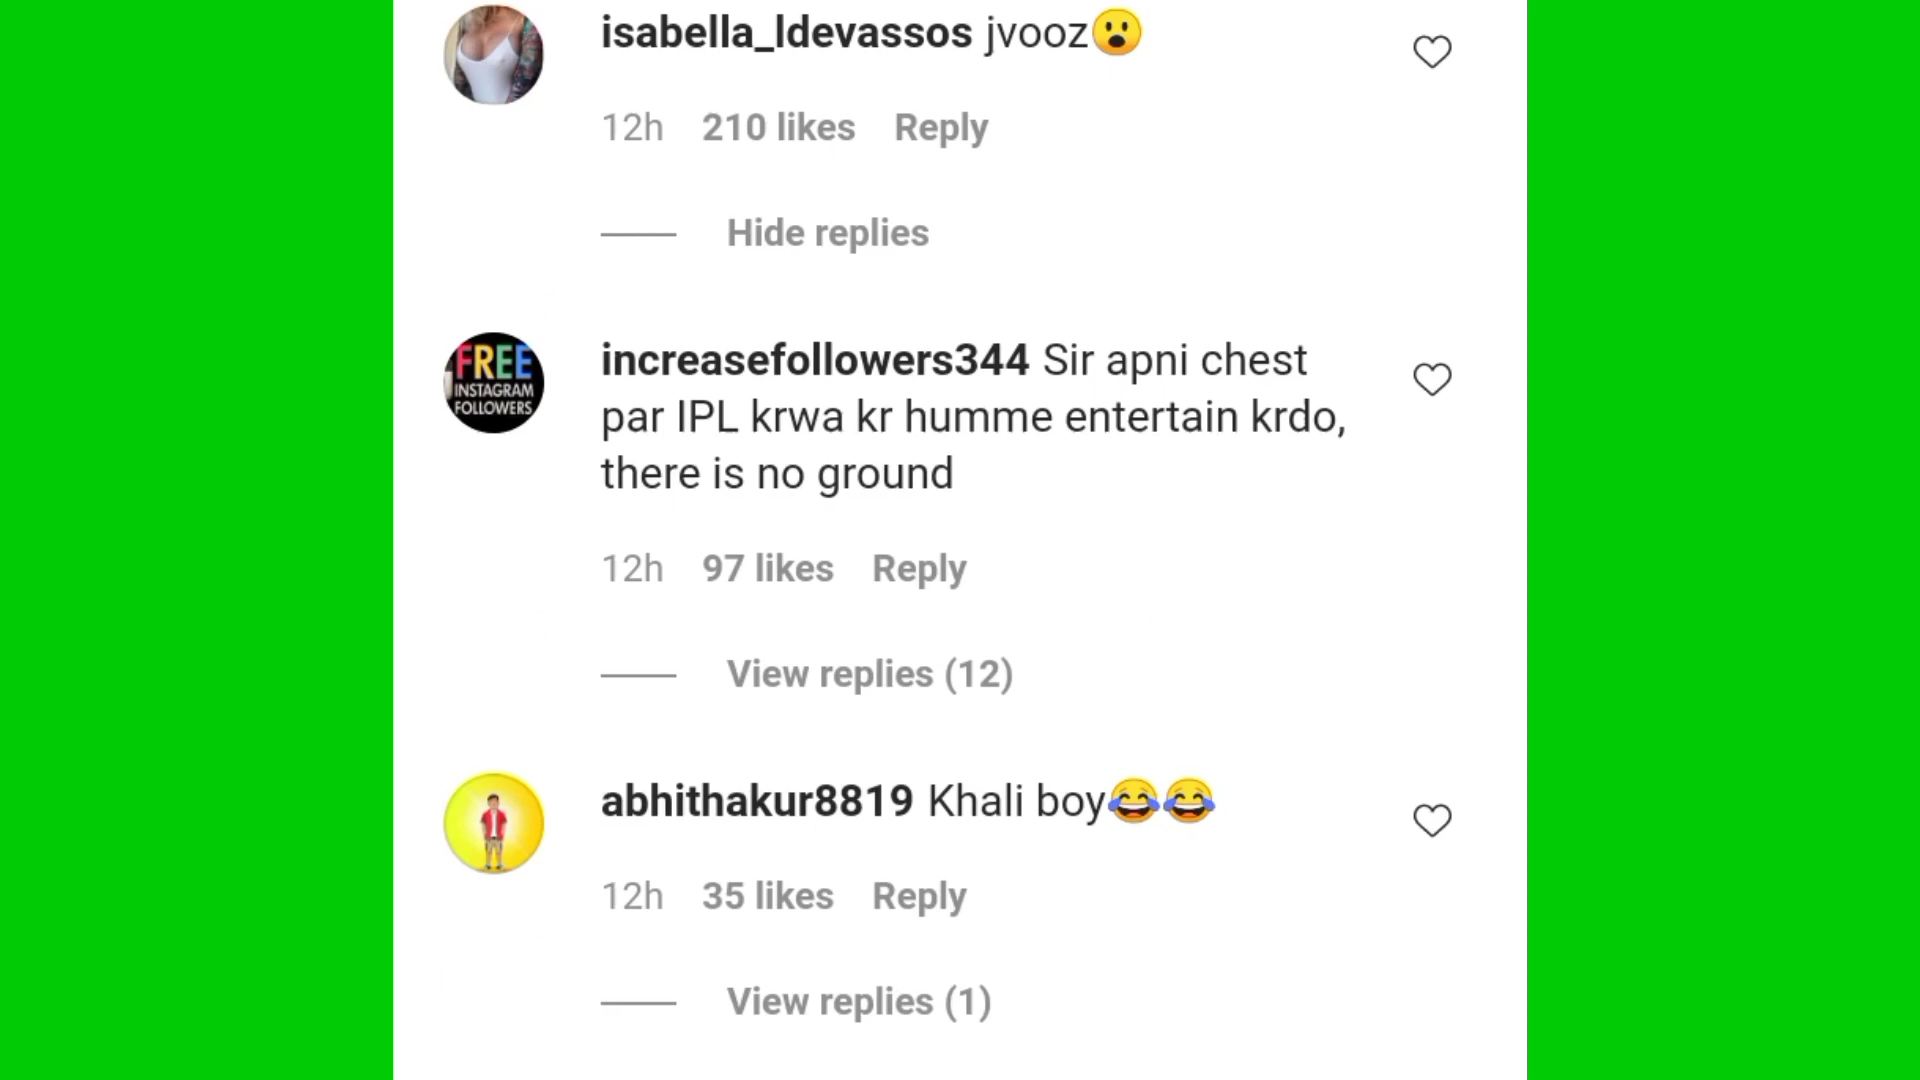 isabella_ldevassos jvooz😮
12h 210 likes Reply
Hide replies
FREE
INSTAGRAM
FOLLOWERS
increasefollowers344 Sir apni chest
par IPL krwa kr humme entertain krdo,
there is no ground
12h 97 likes Reply
View replies (12)
abhithakur8819 Khali boy😂😂
12h 35 likes Reply
View replies (1)